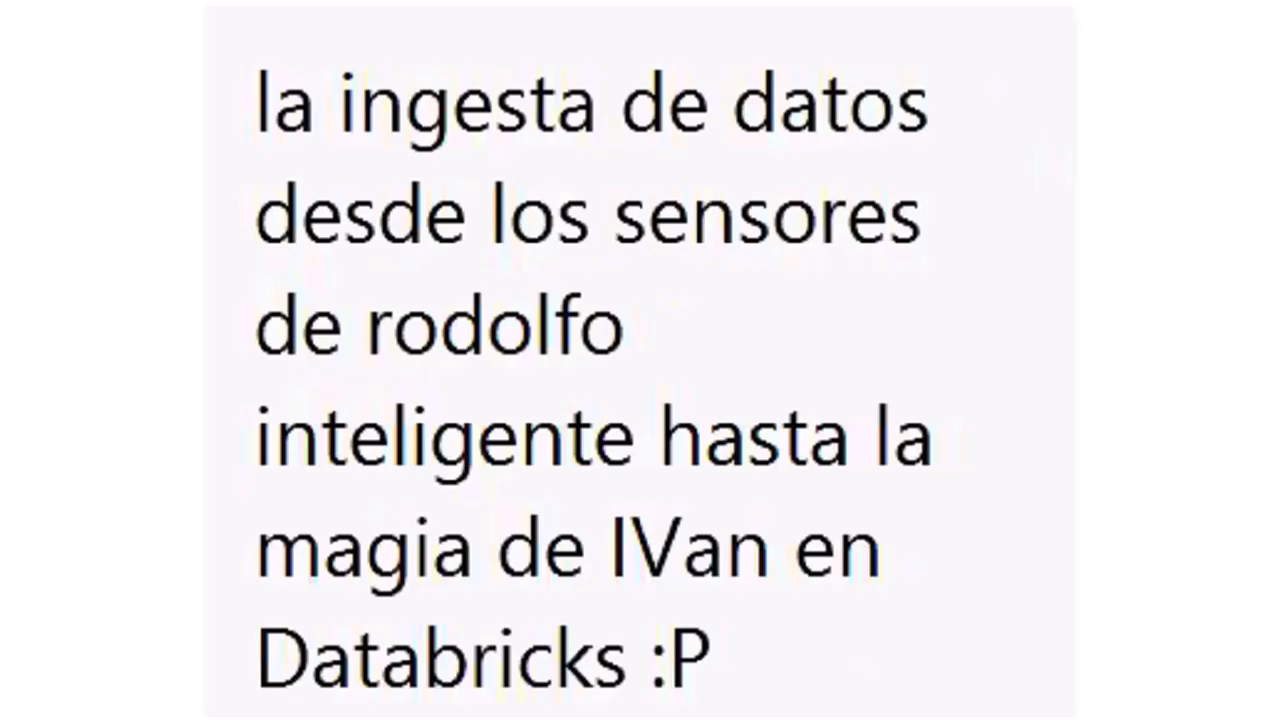 la ingesta de datos
desde los sensores
de rodolfo
inteligente hasta la
magia de IVan en
Databricks :P